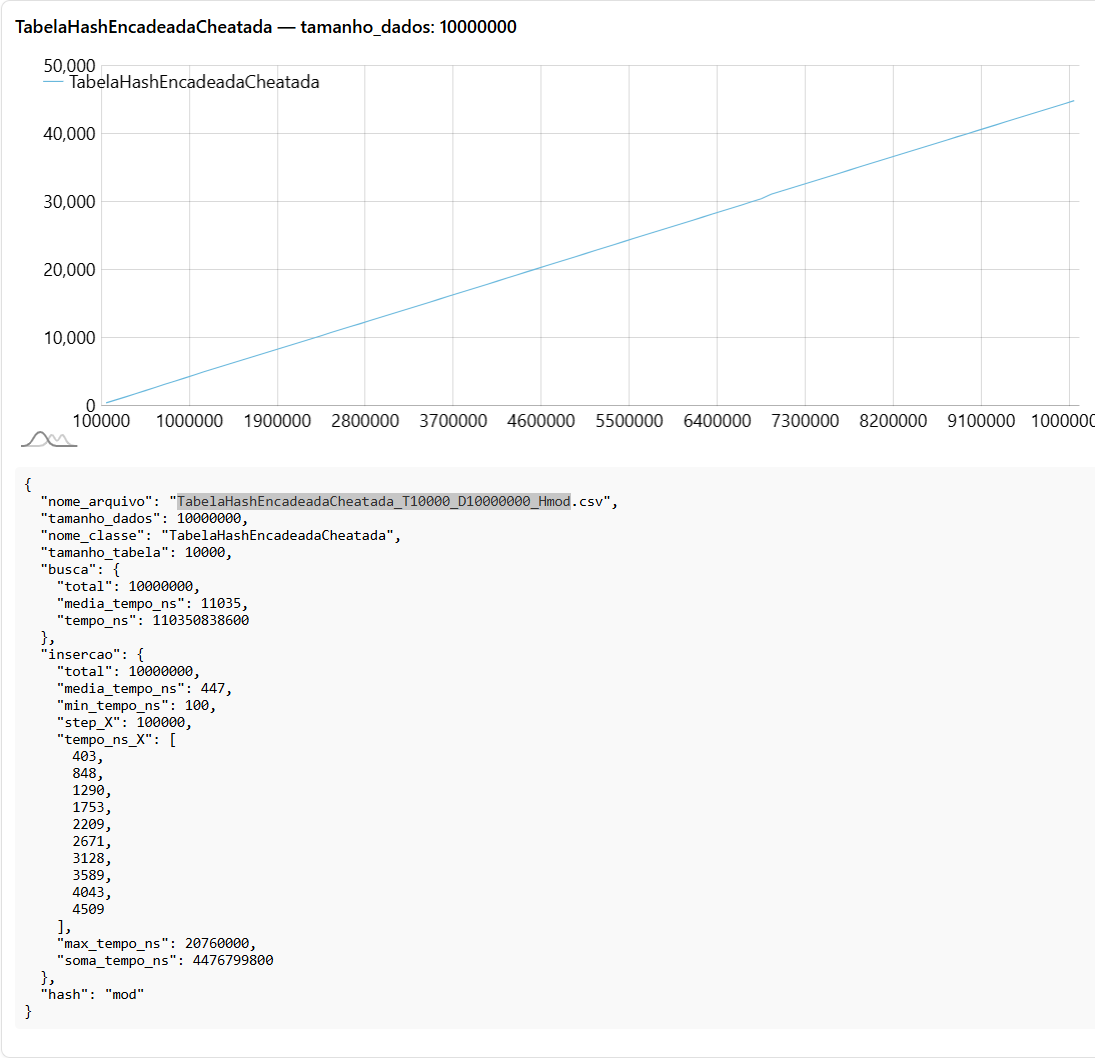 TabelaHashEncadeadaCheatada — tamanho_dados: 10000000
50,000
TabelaHashEncadeadaCheatada
40,000
30,000
20,000
10,000
0
100000 1000000 1900000 2800000 3700000 4600000 5500000 6400000 7300000 8200000 9100000 1000000
{
"nome_arquivo": "TabelaHashEncadeadaCheatada_T10000_D10000000_Hmod.csv",
"tamanho_dados": 10000000,
"nome_classe": "TabelaHashEncadeadaCheatada",
"tamanho_tabela": 10000,
"busca": {
"total": 10000000,
"media_tempo_ns": 11035,
"tempo_ns": 110350838600
},
"insercao": {
"total": 10000000,
"media_tempo_ns": 447,
"min_tempo_ns": 100,
"step_X": 100000,
"tempo_ns_X": [
403,
848,
1290,
1753,
2209,
2671,
3128,
3589,
4043,
4509
],
"max_tempo_ns": 20760000,
"soma_tempo_ns": 4476799800
},
"hash": "mod"
}